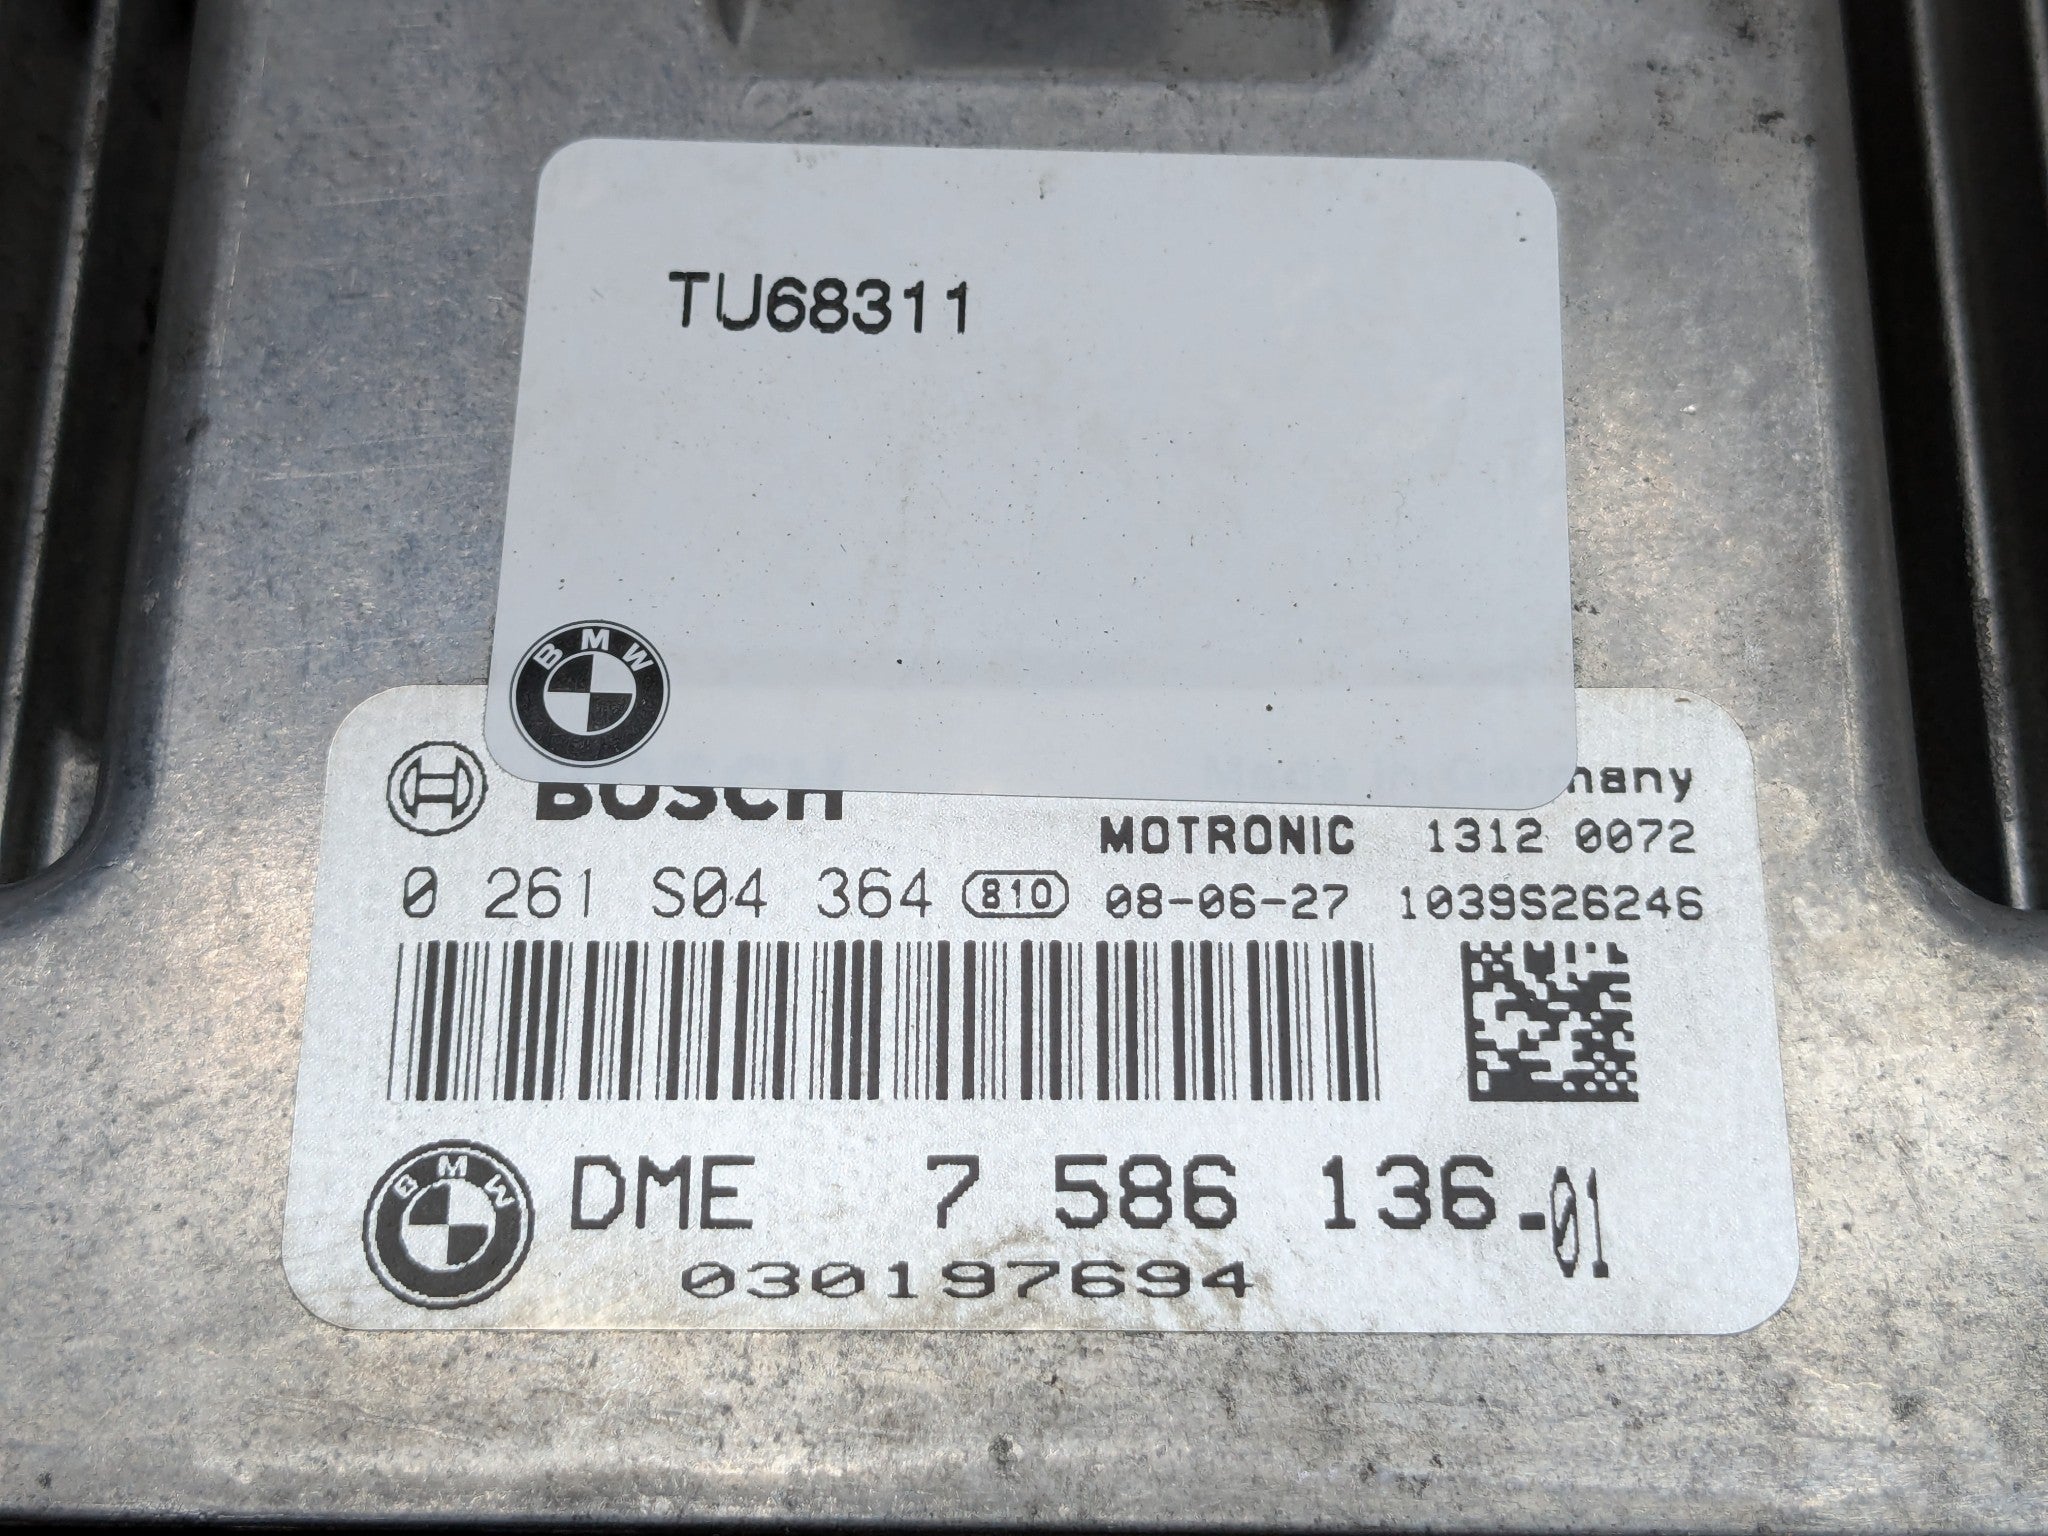 TU68311
BMW
BOSCH
Made in Germany
MOTRONIC 1312 0072
0 261 S04 364 810 08-06-27 1039S26246
BMW
DME 7 586 136-01
030197694